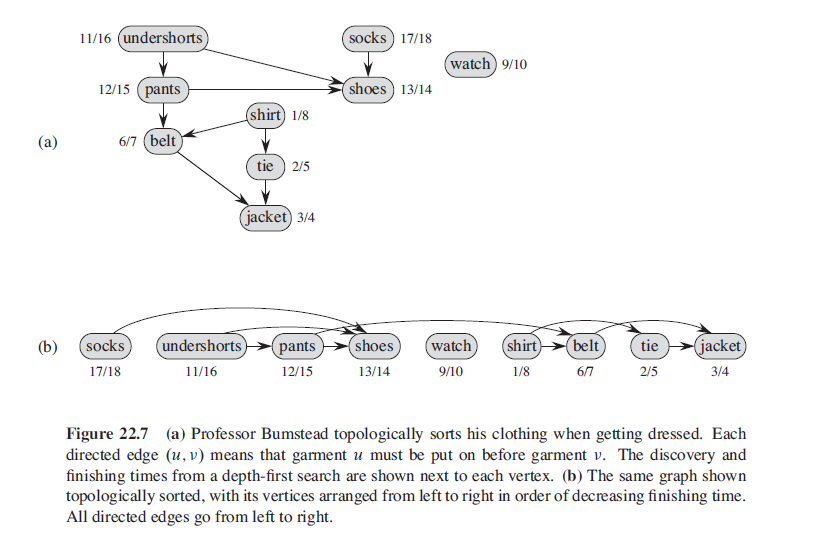 11/16 undershorts socks 17/18
watch 9/10
12/15 pants shoes 13/14
shirt 1/8
(a) 6/7 belt
tie 2/5
jacket 3/4
(b) socks undershorts pants shoes watch shirt belt tie jacket
17/18 11/16 12/15 13/14 9/10 1/8 6/7 2/5 3/4
Figure 22.7 (a) Professor Bumstead topologically sorts his clothing when getting dressed. Each
directed edge (u, v) means that garment u must be put on before garment v. The discovery and
finishing times from a depth-first search are shown next to each vertex. (b) The same graph shown
topologically sorted, with its vertices arranged from left to right in order of decreasing finishing time.
All directed edges go from left to right.